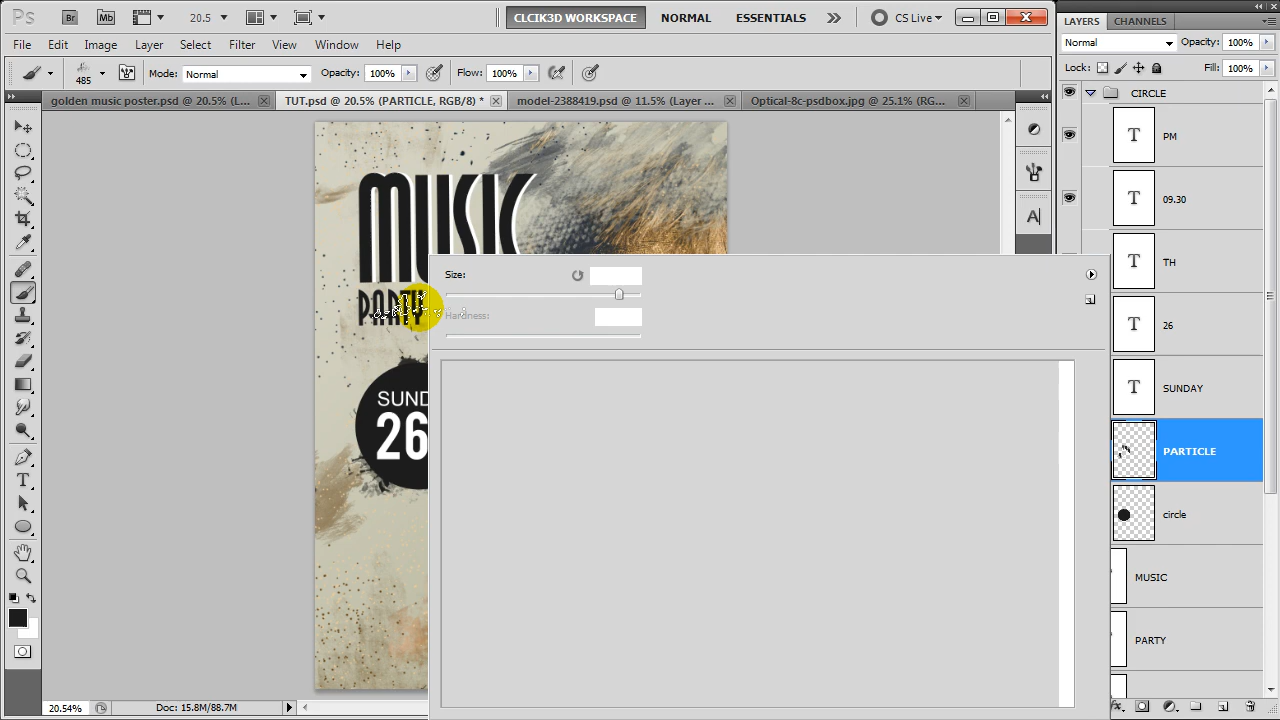 Ps
Br
Mb
20.5
CLCIK3D WORKSPACE
NORMAL
ESSENTIALS
CS Live
File Edit Image Layer Select Filter View Window Help
485
Mode: Normal
Opacity: 100%
Flow: 100%
golden music poster.psd @ 20.5% (L...
TUT.psd @ 20.5% (PARTICLE, RGB/8) *
model-2388419.psd @ 11.5% (Layer ...
Optical-8c-psdbox.jpg @ 25.1% (RG...
MUSIC
PARTY
SUND
26
Size:
Hardness:
20.54%
Doc: 15.8M/88.7M
LAYERS CHANNELS
Normal
Opacity: 100%
Lock:
Fill: 100%
CIRCLE
T PM
T 09.30
T TH
T 26
T SUNDAY
PARTICLE
circle
MUSIC
PARTY
fx